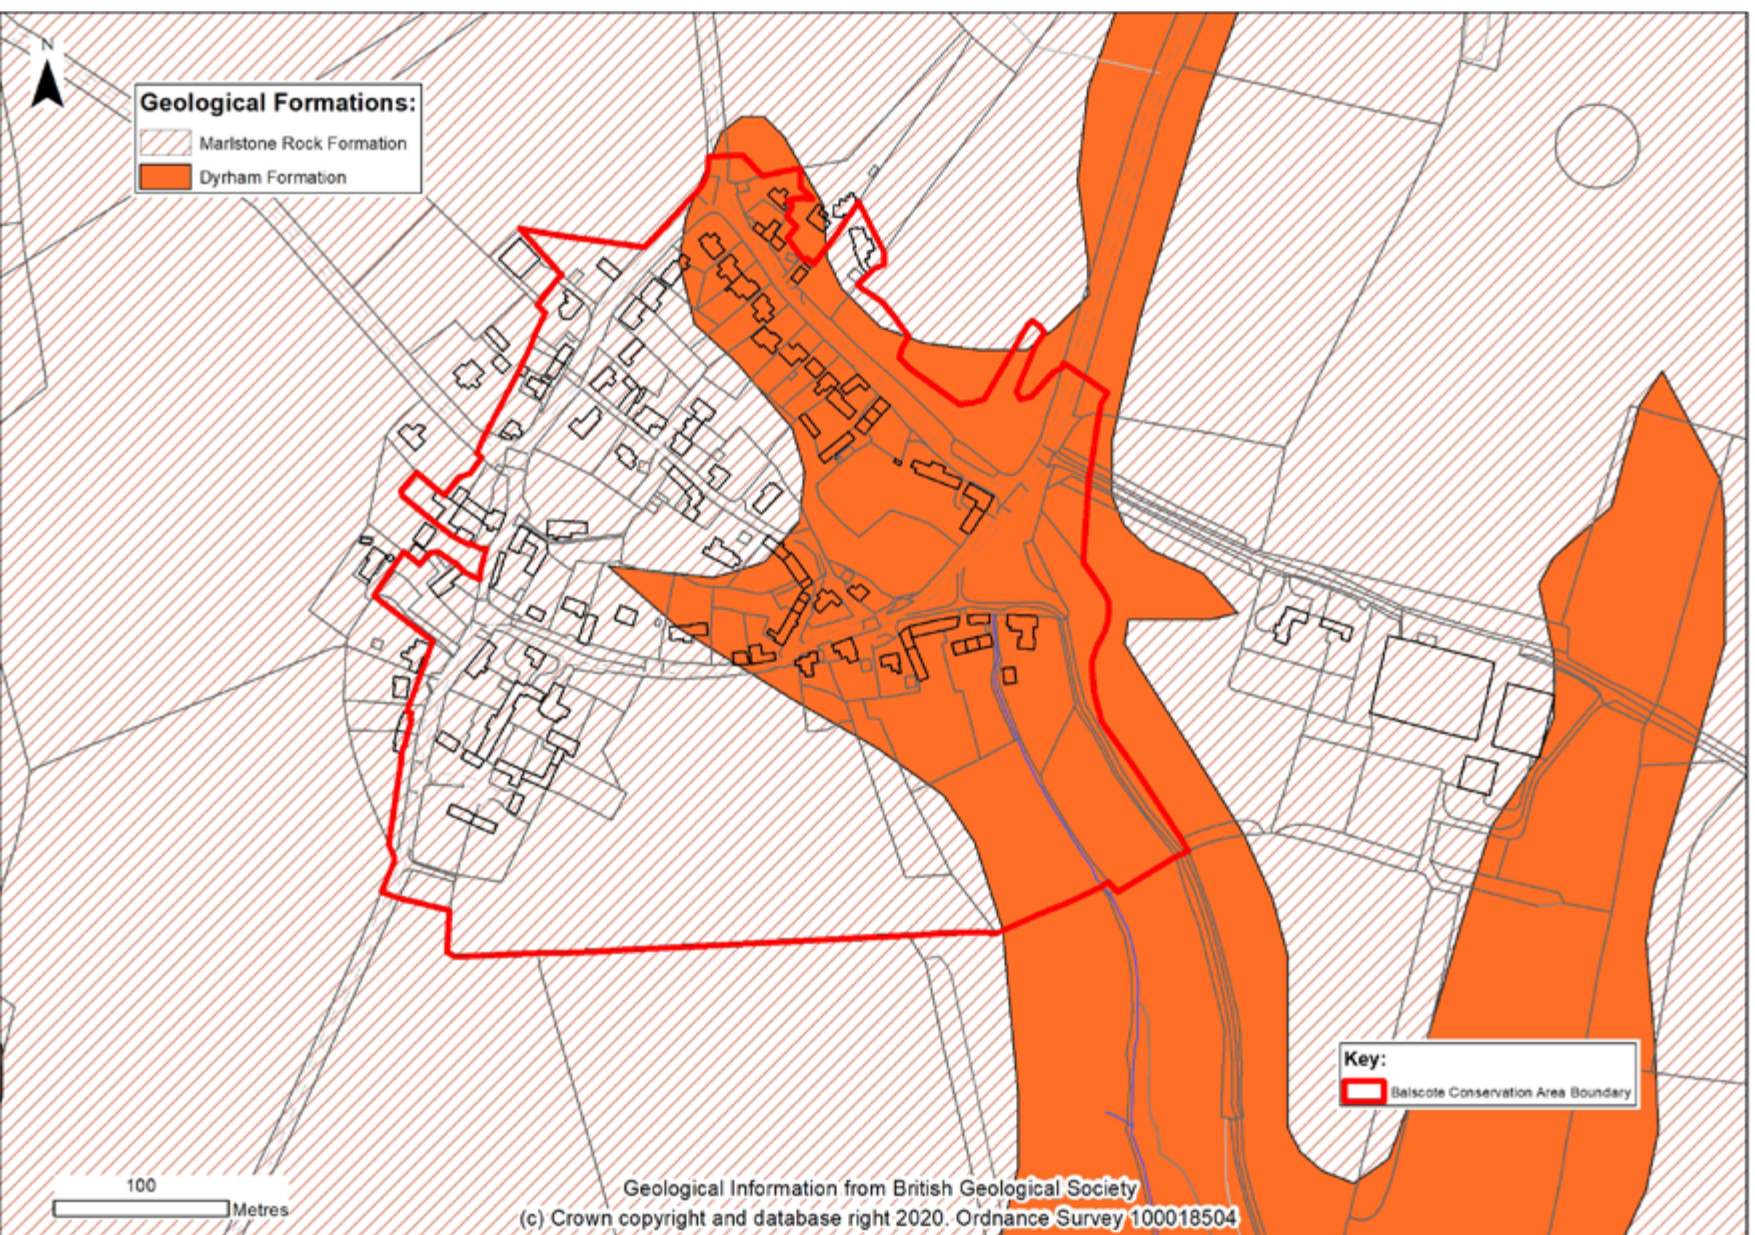 N
Geological Formations:
Marlstone Rock Formation
Dyrham Formation
Key:
Balscote Conservation Area Boundary
100
Metres
Geological Information from British Geological Society
(c) Crown copyright and database right 2020. Ordnance Survey 100018504